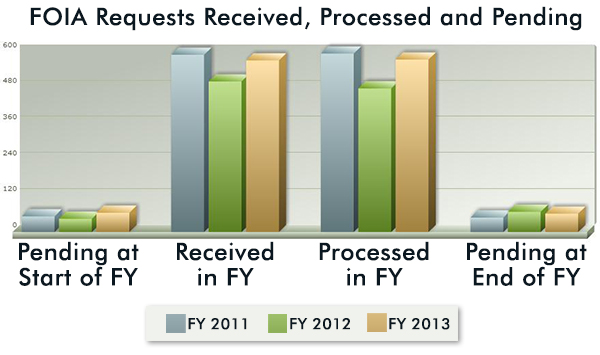 FOIA Requests Received, Processed and Pending
600
480
360
240
120
0
Pending at
Start of FY
Received
in FY
Processed
in FY
Pending at
End of FY
FY 2011
FY 2012
FY 2013